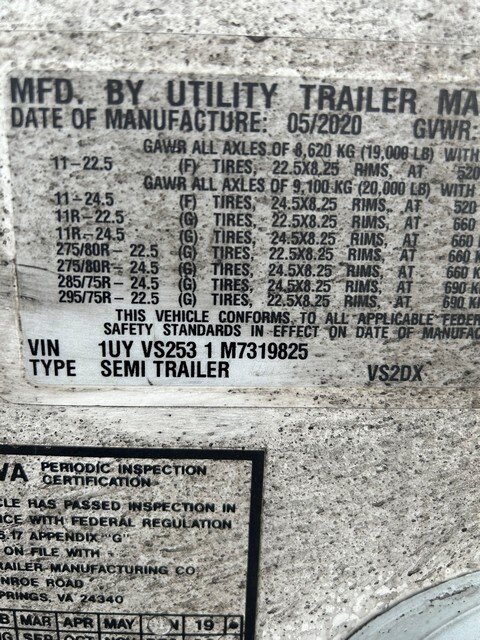 MFD. BY UTILITY TRAILER MA
DATE OF MANUFACTURE: 05/2020 GVWR:
GAWR ALL AXLES OF 8,620 KG (19,000 LB) WITH
11-22.5 (F) TIRES, 22.5X8.25 RIMS, AT 520
GAWR ALL AXLES OF 9,100 KG (20,000 LB) WITH
11-24.5 (F) TIRES, 24.5X8.25 RIMS, AT 520
11R-22.5 (G) TIRES, 22.5X8.25 RIMS, AT 660
11R-24.5 (G) TIRES, 24.5X8.25 RIMS, AT 660 K
275/80R-22.5 (G) TIRES, 22.5X8.25 RIMS, AT 660 K
275/80R-24.5 (G) TIRES, 24.5X8.25 RIMS, AT 660 K
285/75R-24.5 (G) TIRES, 24.5X8.25 RIMS, AT 690 K
295/75R-22.5 (G) TIRES, 22.5X8.25 RIMS, AT 690 K
THIS VEHICLE CONFORMS TO ALL APPLICABLE FEDER
SAFETY STANDARDS IN EFFECT ON DATE OF MANUFAC
VIN 1UY VS253 1 M7319825
TYPE SEMI TRAILER VS2DX
VA PERIODIC INSPECTION
CERTIFICATION
CLE HAS PASSED INSPECTION IN
CE WITH FEDERAL REGULATION
6.17 APPENDIX "G"
ON FILE WITH
RAILER MANUFACTURING CO.
NROE ROAD
PRINGS, VA 24340
B MAR APR MAY N 19